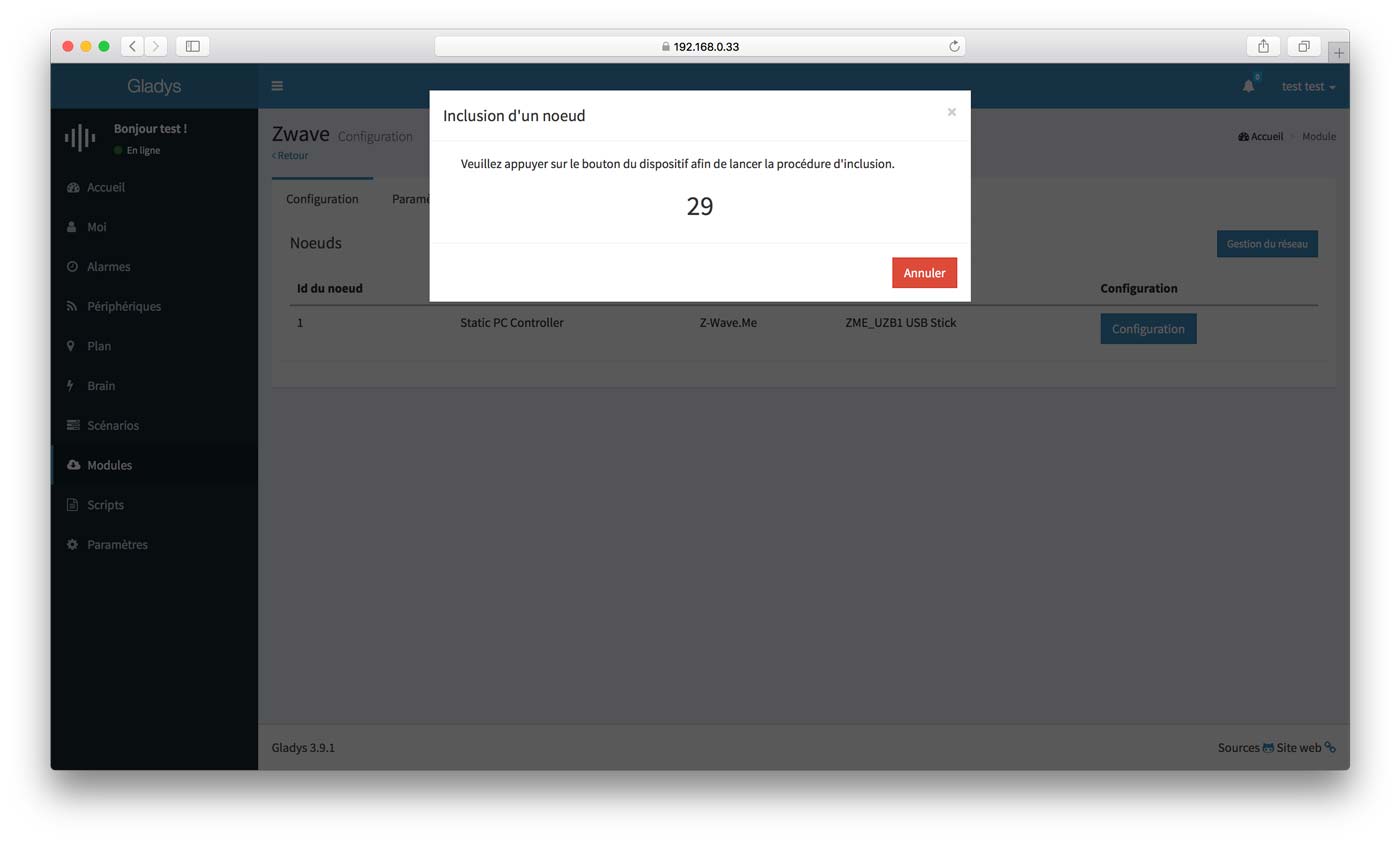 192.168.0.33
Gladys
0
test test
Bonjour test !
En ligne
Accueil
Moi
Alarmes
Périphériques
Plan
Brain
Scénarios
Modules
Scripts
Paramètres
Zwave Configuration
Retour
Accueil Module
Inclusion d'un noeud
×
Veuillez appuyer sur le bouton du dispositif afin de lancer la procédure d'inclusion.
29
Annuler
Configuration Paramè
Noeuds
Gestion du réseau
Id du noeud Configuration
1 Static PC Controller Z-Wave.Me ZME_UZB1 USB Stick Configuration
Gladys 3.9.1
Sources Site web